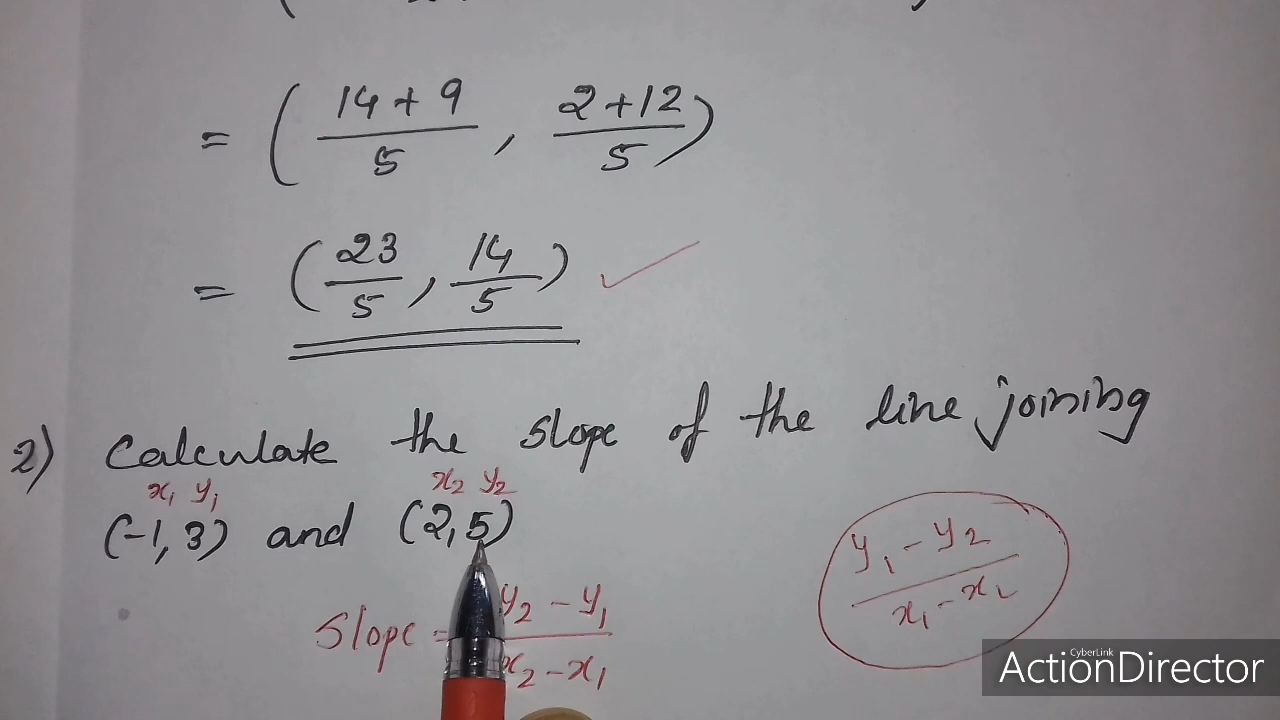 = ( 14 + 9 / 5 , 2 + 12 / 5 )
= ( 23 / 5 , 14 / 5 ) ✓
2) Calculate the slope of the line joining
x₁ y₁ x₂ y₂
(-1, 3) and (2, 5)
Slope = y₂ - y₁ / x₂ - x₁
y₁ - y₂ / x₁ - x₂
CyberLink
ActionDirector